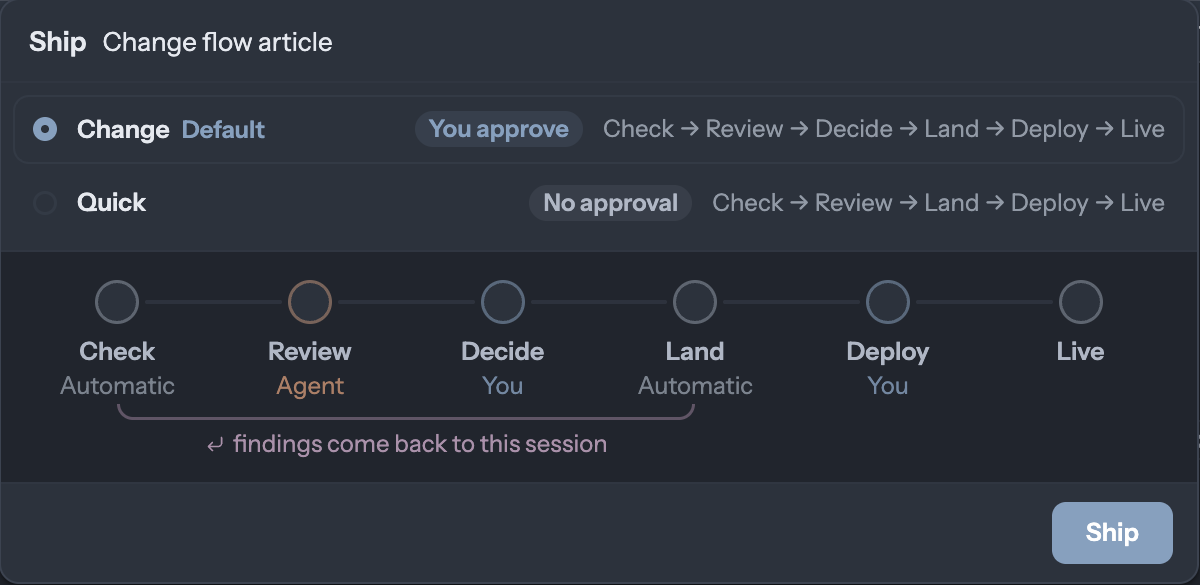 Ship Change flow article
Change Default You approve Check → Review → Decide → Land → Deploy → Live
Quick No approval Check → Review → Land → Deploy → Live
Check Review Decide Land Deploy Live
Automatic Agent You Automatic You
↵ findings come back to this session
Ship